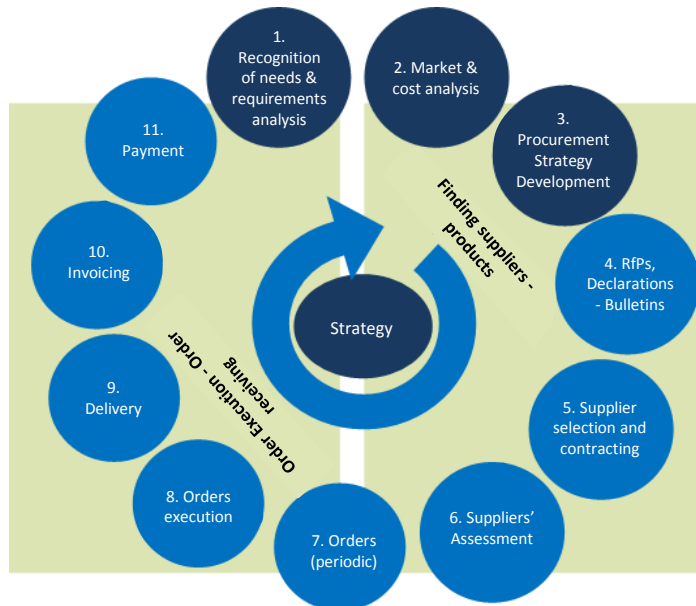 1.
Recognition
of needs &
requirements
analysis
2. Market &
cost analysis
3.
Procurement
Strategy
Development
4. RfPs,
Declarations
- Bulletins
5. Supplier
selection and
contracting
6. Suppliers’
Assessment
7. Orders
(periodic)
8. Orders
execution
9.
Delivery
10.
Invoicing
11.
Payment
Finding suppliers -
products
Strategy
Order Execution - Order
receiving